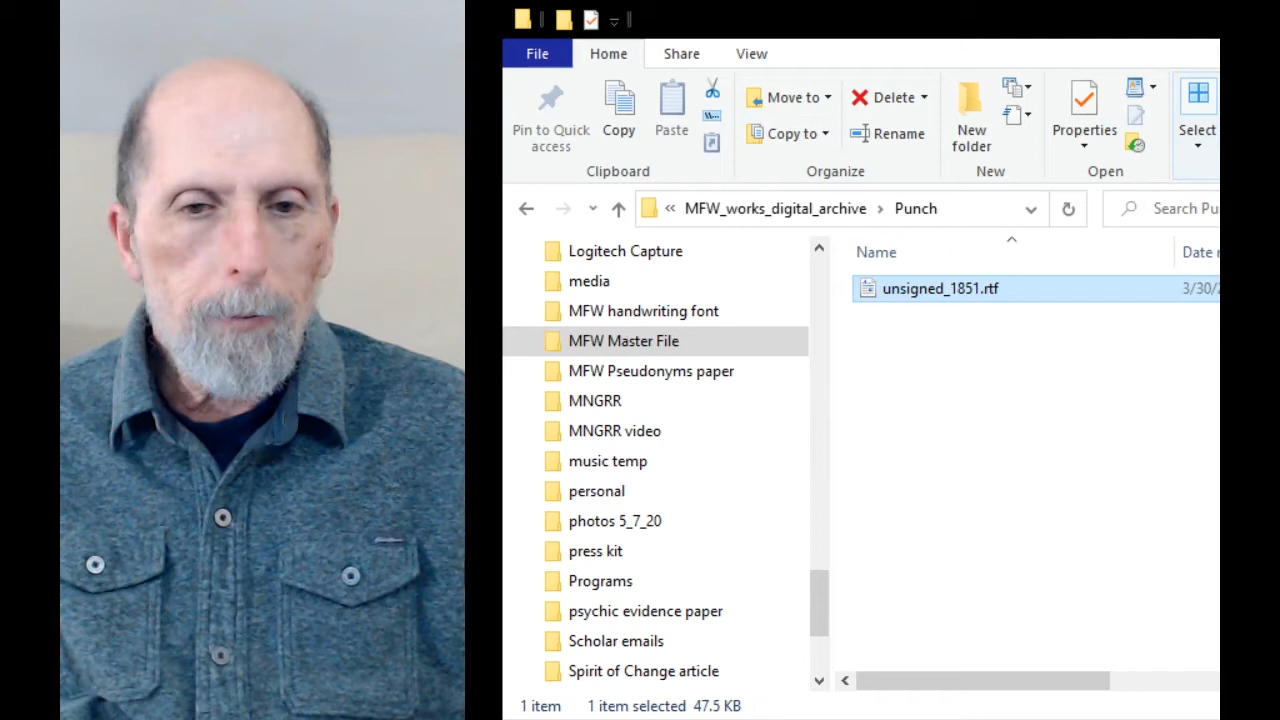 File Home Share View
Pin to Quick access
Copy
Paste
Move to
Copy to
Delete
Rename
New folder
Properties
Select
Clipboard Organize New Open
« MFW_works_digital_archive > Punch
Search Pu
Logitech Capture
media
MFW handwriting font
MFW Master File
MFW Pseudonyms paper
MNGRR
MNGRR video
music temp
personal
photos 5_7_20
press kit
Programs
psychic evidence paper
Scholar emails
Spirit of Change article
Name Date r
unsigned_1851.rtf 3/30/2
1 item 1 item selected 47.5 KB